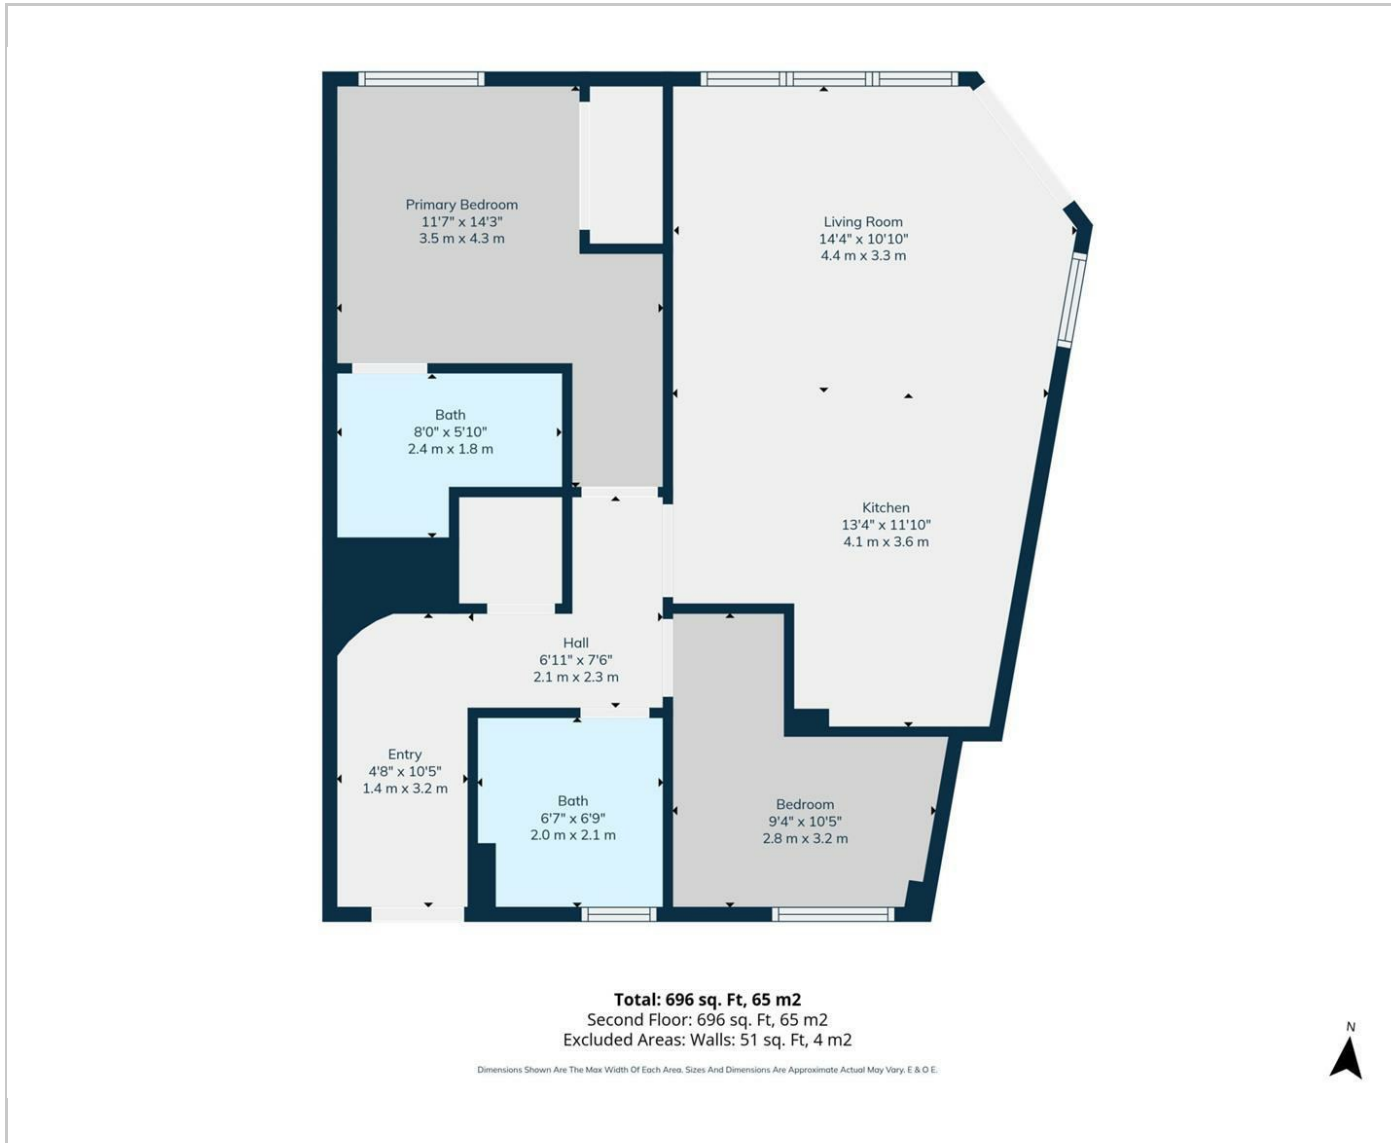 Primary Bedroom
11'7" x 14'3"
3.5 m x 4.3 m
Living Room
14'4" x 10'10"
4.4 m x 3.3 m
Bath
8'0" x 5'10"
2.4 m x 1.8 m
Kitchen
13'4" x 11'10"
4.1 m x 3.6 m
Hall
6'11" x 7'6"
2.1 m x 2.3 m
Entry
4'8" x 10'5"
1.4 m x 3.2 m
Bath
6'7" x 6'9"
2.0 m x 2.1 m
Bedroom
9'4" x 10'5"
2.8 m x 3.2 m
Total: 696 sq. Ft, 65 m2
Second Floor: 696 sq. Ft, 65 m2
Excluded Areas: Walls: 51 sq. Ft, 4 m2
Dimensions Shown Are The Max Width Of Each Area. Sizes And Dimensions Are Approximate Actual May Vary. E & O E.
N